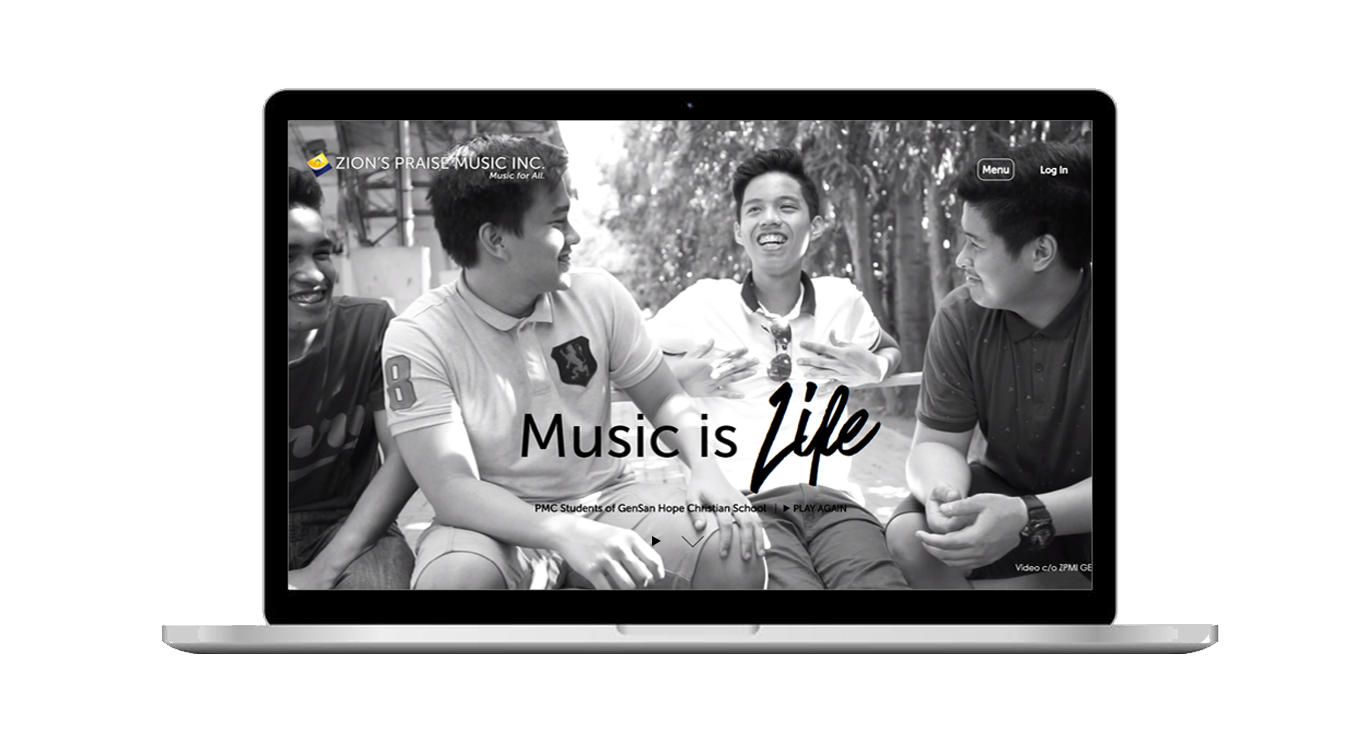 ZION'S PRAISE MUSIC INC.
Music for All.
Menu
Log In
8
Music is Life
PMC Students of GenSan Hope Christian School | ▶ PLAY AGAIN
Video c/o ZPMI GE